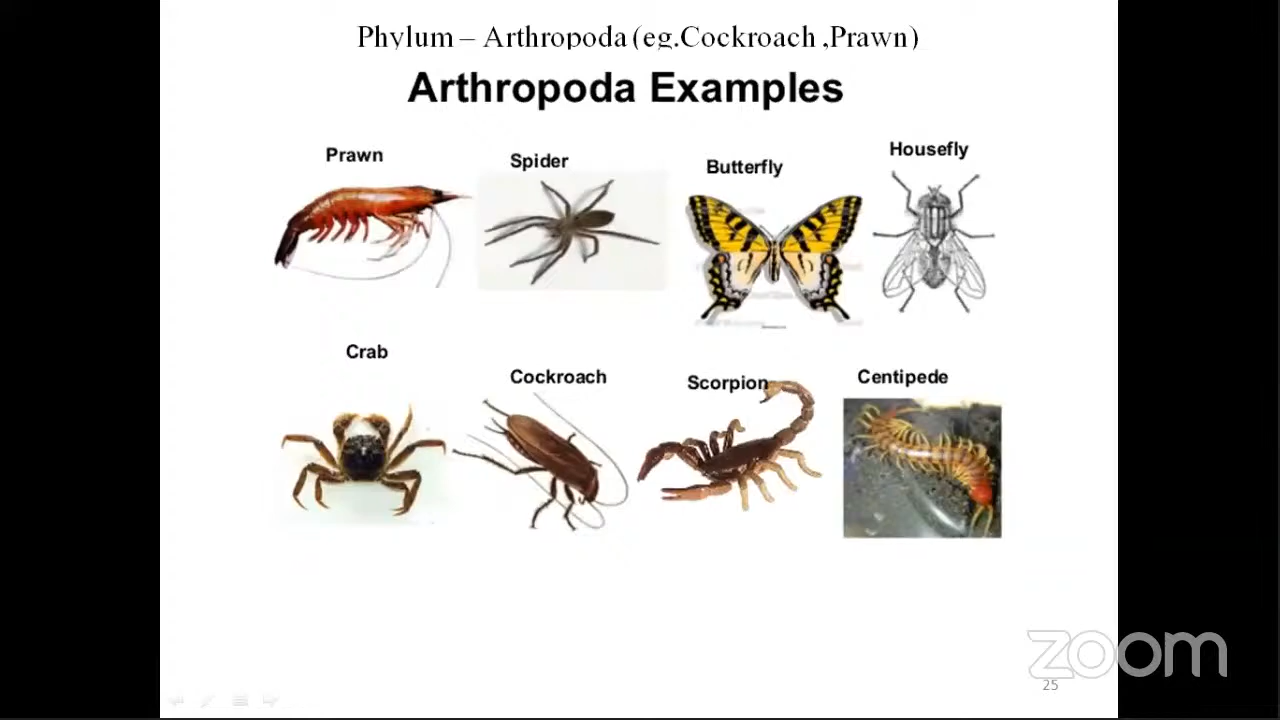 Phylum – Arthropoda (eg.Cockroach ,Prawn)
Arthropoda Examples
Prawn
Spider
Butterfly
Housefly
Crab
Cockroach
Scorpion
Centipede
zoom
25